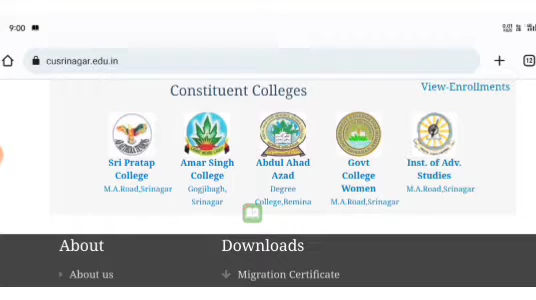 9:00
cusrinagar.edu.in
12
Constituent Colleges
View-Enrollments
Sri Pratap
College
M.A.Road,Srinagar
Amar Singh
College
Gogjibagh,
Srinagar
Abdul Ahad
Azad
Degree
College,Bemina
Govt
College
Women
M.A.Road,Srinagar
Inst. of Adv.
Studies
M.A.Road,Srinagar
About
Downloads
About us
Migration Certificate